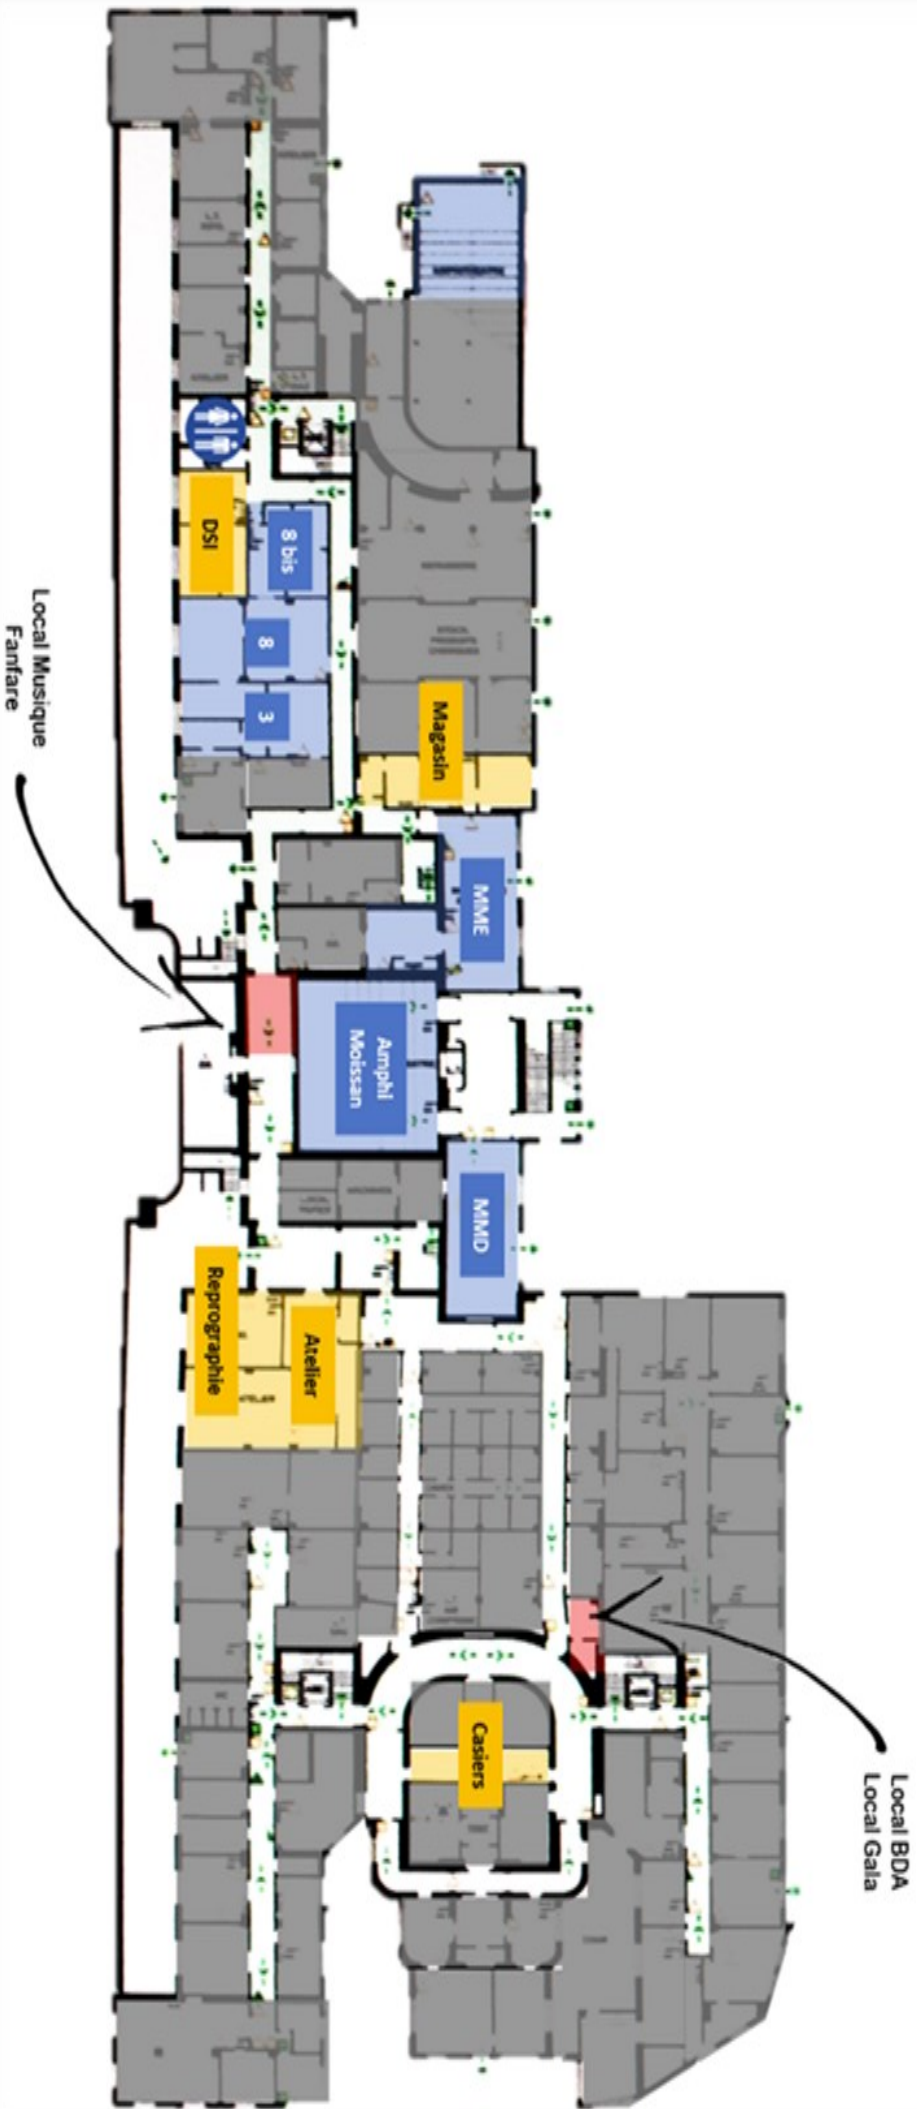 DSI
8 bis
8
3
Magasin
MME
Local Musique
Fanfare
Amphi
Moissan
MMD
Reprographie
Atelier
ATELIER
Casiers
Local BDA
Local Gala